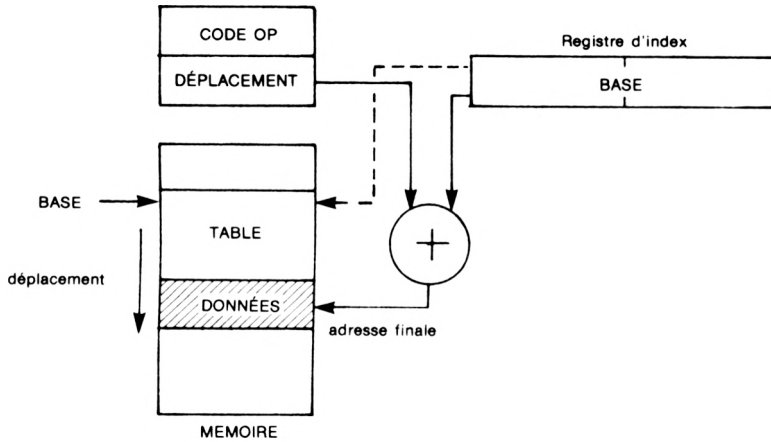 CODE OP
Registre d'index
DÉPLACEMENT
BASE
BASE
TABLE
déplacement
DONNÉES
adresse finale
MEMOIRE